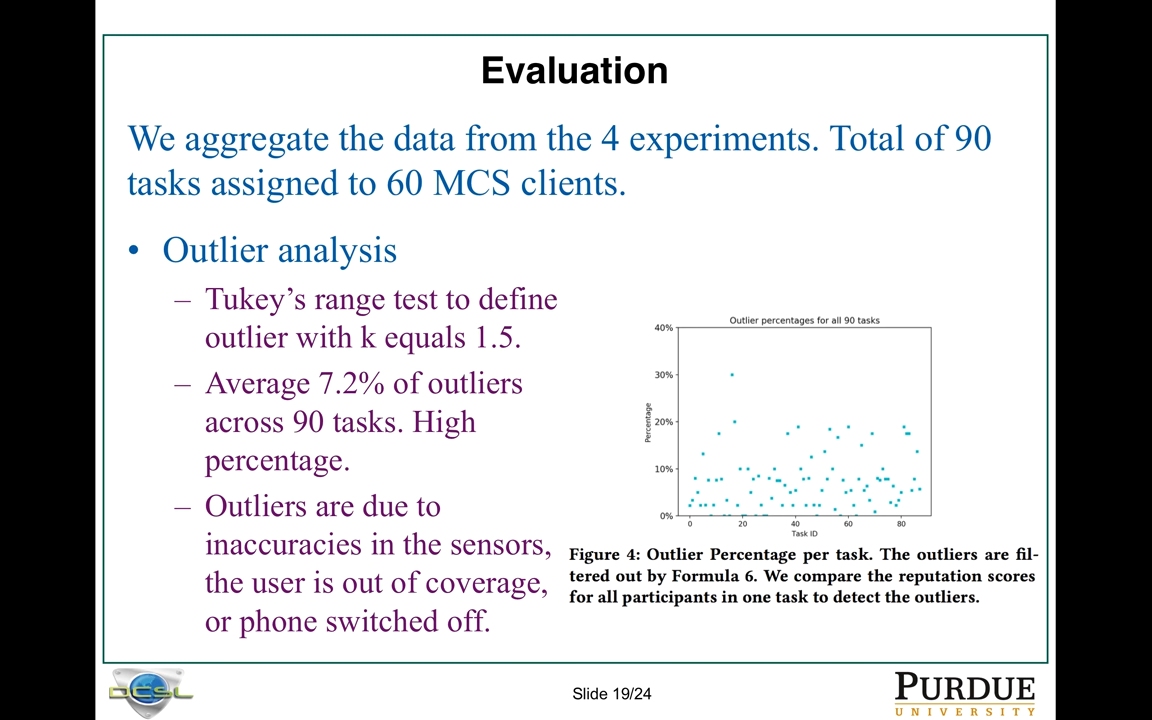 Evaluation
We aggregate the data from the 4 experiments. Total of 90
tasks assigned to 60 MCS clients.
• Outlier analysis
– Tukey's range test to define
outlier with k equals 1.5.
– Average 7.2% of outliers
across 90 tasks. High
percentage.
– Outliers are due to
inaccuracies in the sensors,
the user is out of coverage,
or phone switched off.
Outlier percentages for all 90 tasks
40%
30%
20%
10%
0%
Percentage
0 20 40 60 80
Task ID
Figure 4: Outlier Percentage per task. The outliers are fil-
tered out by Formula 6. We compare the reputation scores
for all participants in one task to detect the outliers.
DCSL
Slide 19/24
PURDUE
UNIVERSITY